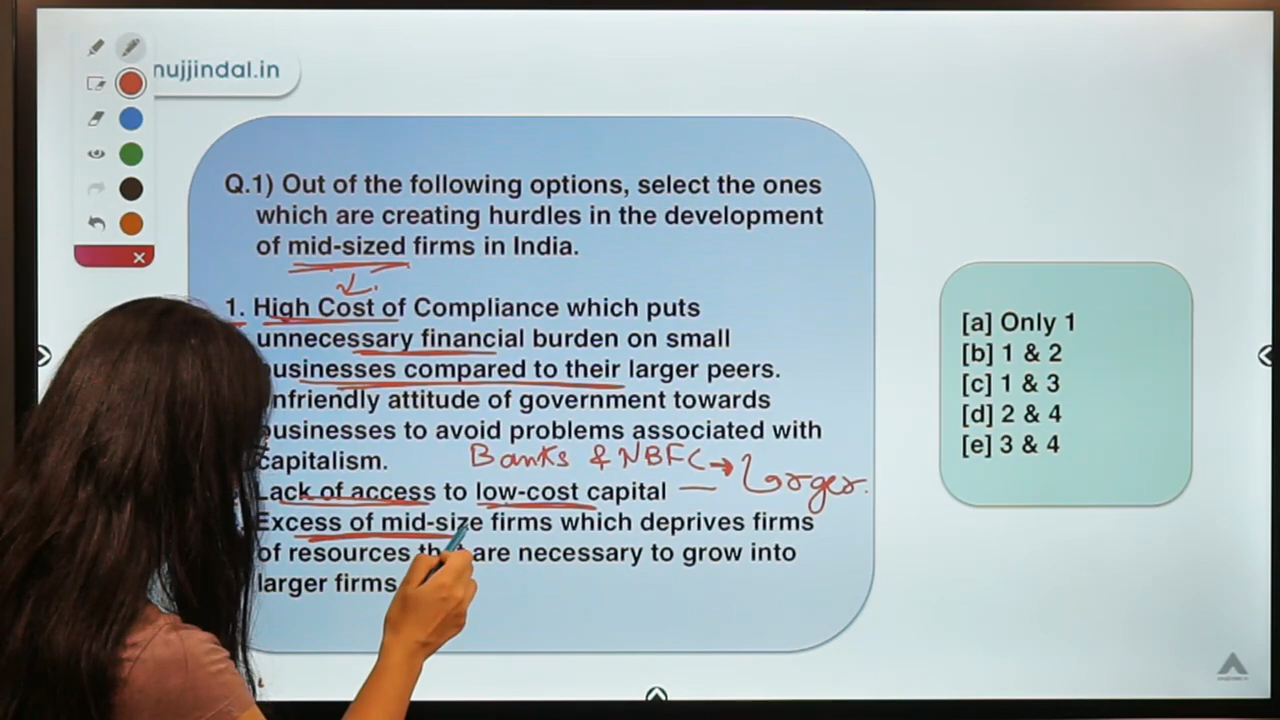 nujjindal.in
Q.1) Out of the following options, select the ones
which are creating hurdles in the development
of mid-sized firms in India.
1. High Cost of Compliance which puts
unnecessary financial burden on small
businesses compared to their larger peers.
nfriendly attitude of government towards
businesses to avoid problems associated with
capitalism.
Banks & NBFC → Larger.
Lack of access to low-cost capital —
Excess of mid-size firms which deprives firms
of resources that are necessary to grow into
larger firms
[a] Only 1
[b] 1 & 2
[c] 1 & 3
[d] 2 & 4
[e] 3 & 4